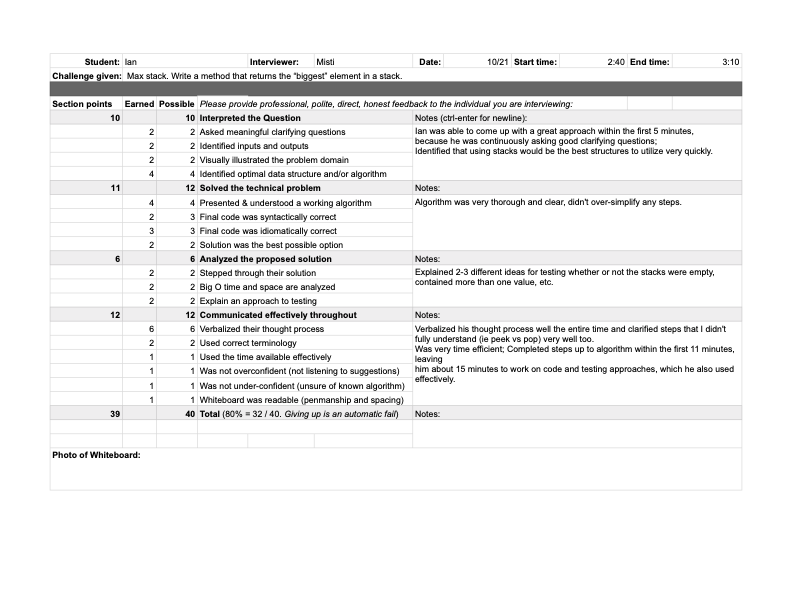 Student: Ian Interviewer: Misti Date: 10/21 Start time: 2:40 End time: 3:10
Challenge given: Max stack. Write a method that returns the "biggest" element in a stack.
Section points Earned Possible Please provide professional, polite, direct, honest feedback to the individual you are interviewing:
10 10 Interpreted the Question Notes (ctrl-enter for newline):
2 2 Asked meaningful clarifying questions
2 2 Identified inputs and outputs
2 2 Visually illustrated the problem domain
4 4 Identified optimal data structure and/or algorithm
Ian was able to come up with a great approach within the first 5 minutes,
because he was continuously asking good clarifying questions;
Identified that using stacks would be the best structures to utilize very quickly.
11 12 Solved the technical problem Notes:
4 4 Presented & understood a working algorithm
2 3 Final code was syntactically correct
3 3 Final code was idiomatically correct
2 2 Solution was the best possible option
Algorithm was very thorough and clear, didn't over-simplify any steps.
6 6 Analyzed the proposed solution Notes:
2 2 Stepped through their solution
2 2 Big O time and space are analyzed
2 2 Explain an approach to testing
Explained 2-3 different ideas for testing whether or not the stacks were empty,
contained more than one value, etc.
12 12 Communicated effectively throughout Notes:
6 6 Verbalized their thought process
2 2 Used correct terminology
1 1 Used the time available effectively
1 1 Was not overconfident (not listening to suggestions)
1 1 Was not under-confident (unsure of known algorithm)
1 1 Whiteboard was readable (penmanship and spacing)
Verbalized his thought process well the entire time and clarified steps that I didn't
fully understand (ie peek vs pop) very well too.
Was very time efficient; Completed steps up to algorithm within the first 11 minutes,
leaving
him about 15 minutes to work on code and testing approaches, which he also used
effectively.
39 40 Total (80% = 32 / 40. Giving up is an automatic fail) Notes:
Photo of Whiteboard: